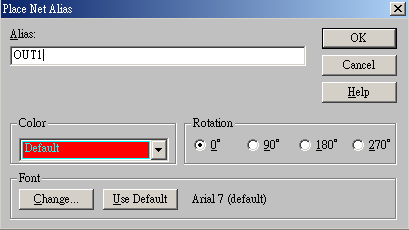 Place Net Alias
Alias:
OUT1
OK
Cancel
Help
Color
Default
Rotation
0° 90° 180° 270°
Font
Change... Use Default Arial 7 (default)